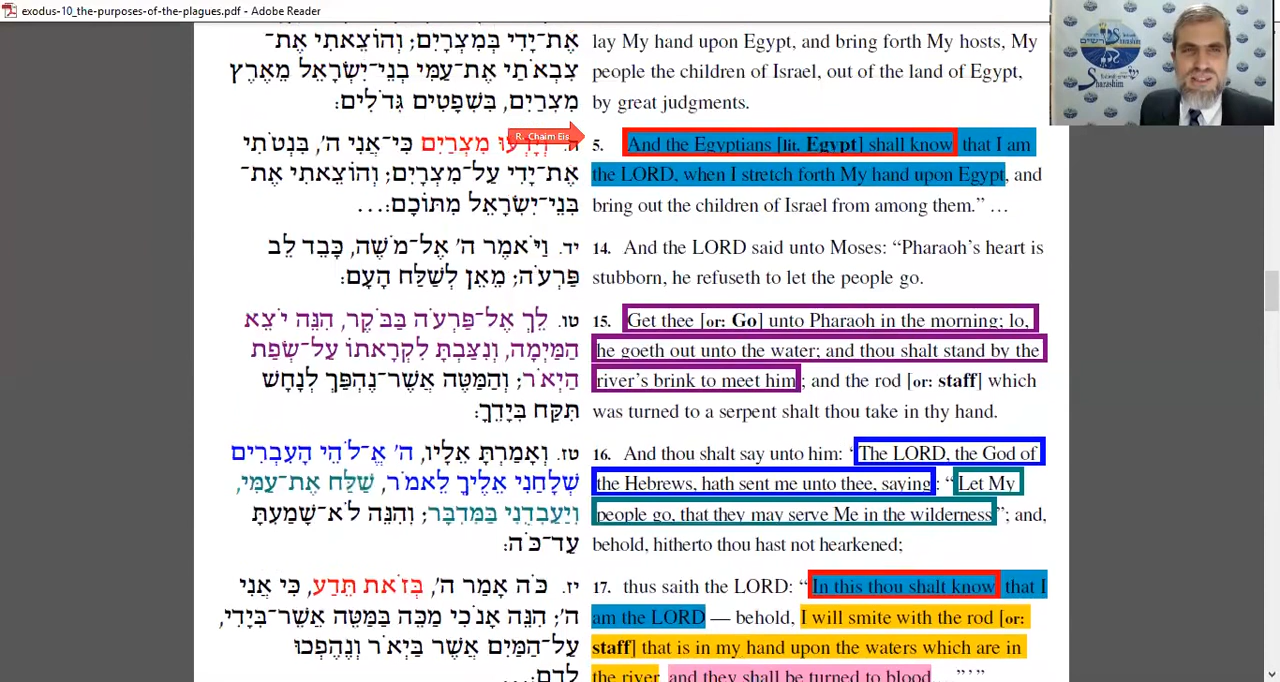 exodus-10_the-purposes-of-the-plagues.pdf - Adobe Reader
אֶת־יָדִי בְּמִצְרָיִם; וְהוֹצֵאתִי אֶת־
צִבְאֹתַי אֶת־עַמִּי בְנֵי־יִשְׂרָאֵל מֵאֶרֶץ
מִצְרַיִם, בִּשְׁפָטִים גְּדֹלִים:
lay My hand upon Egypt, and bring forth My hosts, My
people the children of Israel, out of the land of Egypt,
by great judgments.
R. Chaim Eis
מִצְרַיִם כִּי־אֲנִי ה', בִּנְטֹתִי
אֶת־יָדִי עַל־מִצְרָיִם; וְהוֹצֵאתִי אֶת־
בְּנֵי־יִשְׂרָאֵל מִתּוֹכָם:...
5. And the Egyptians [lit. Egypt] shall know that I am
the LORD, when I stretch forth My hand upon Egypt, and
bring out the children of Israel from among them.” …
יד. וַיֹּאמֶר ה' אֶל־מֹשֶׁה, כָּבֵד לֵב
פַּרְעֹה; מֵאֵן לְשַׁלַּח הָעָם:
14. And the LORD said unto Moses: “Pharaoh’s heart is
stubborn, he refuseth to let the people go.
טו. לֵךְ אֶל־פַּרְעֹה בַּבֹּקֶר, הִנֵּה יֹצֵא
הַמַּיְמָה, וְנִצַּבְתָּ לִקְרָאתוֹ עַל־שְׂפַת
הַיְאֹר; וְהַמַּטֶּה אֲשֶׁר־נֶהְפַּךְ לְנָחָשׁ
תִּקַּח בְּיָדֶךָ:
15. Get thee [or: Go] unto Pharaoh in the morning; lo,
he goeth out unto the water; and thou shalt stand by the
river’s brink to meet him; and the rod [or: staff] which
was turned to a serpent shalt thou take in thy hand.
טז. וְאָמַרְתָּ אֵלָיו, ה' אֱ־לֹהֵי הָעִבְרִים
שְׁלָחַנִי אֵלֶיךָ לֵאמֹר, שַׁלַּח אֶת־עַמִּי,
וְיַעַבְדֻנִי בַּמִּדְבָּר; וְהִנֵּה לֹא־שָׁמַעְתָּ
עַד־כֹּה:
16. And thou shalt say unto him: ‘The LORD, the God of
the Hebrews, hath sent me unto thee, saying: “Let My
people go, that they may serve Me in the wilderness”; and,
behold, hitherto thou hast not hearkened;
יז. כֹּה אָמַר ה', בְּזֹאת תֵּדַע, כִּי אֲנִי
ה'; הִנֵּה אָנֹכִי מַכֶּה בַּמַּטֶּה אֲשֶׁר־בְּיָדִי,
עַל־הַמַּיִם אֲשֶׁר בַּיְאֹר וְנֶהֶפְכוּ
לְדָם:...
17. thus saith the LORD: “In this thou shalt know that I
am the LORD — behold, I will smite with the rod [or:
staff] that is in my hand upon the waters which are in
the river, and they shall be turned to blood.…”’”